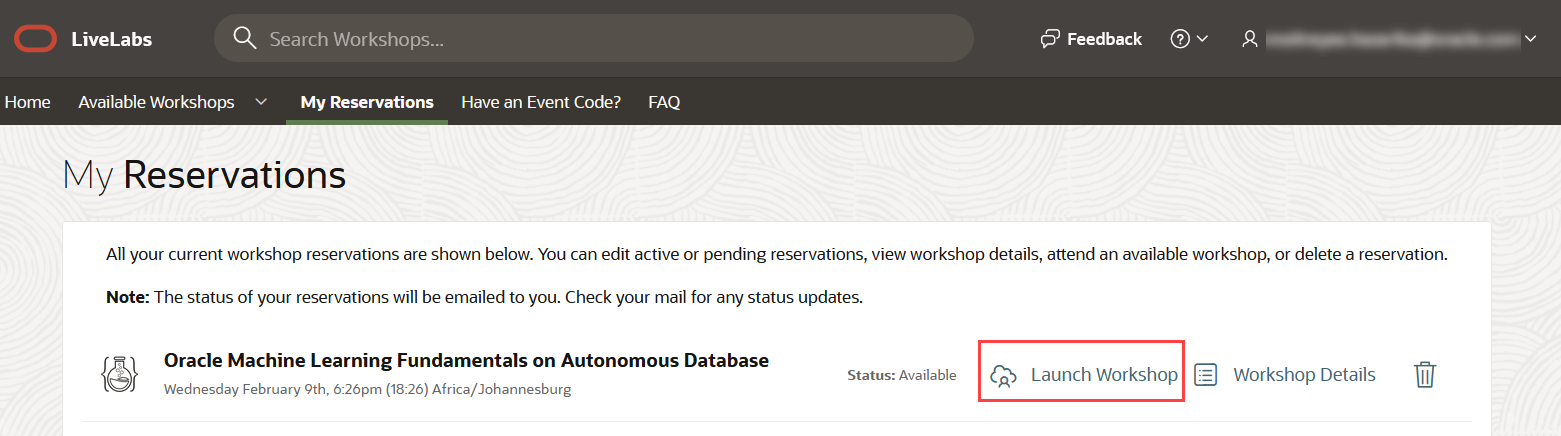 LiveLabs
Search Workshops...
Feedback
Home Available Workshops My Reservations Have an Event Code? FAQ
My Reservations
All your current workshop reservations are shown below. You can edit active or pending reservations, view workshop details, attend an available workshop, or delete a reservation.
Note: The status of your reservations will be emailed to you. Check your mail for any status updates.
Oracle Machine Learning Fundamentals on Autonomous Database
Wednesday February 9th, 6:26pm (18:26) Africa/Johannesburg
Status: Available
Launch Workshop
Workshop Details